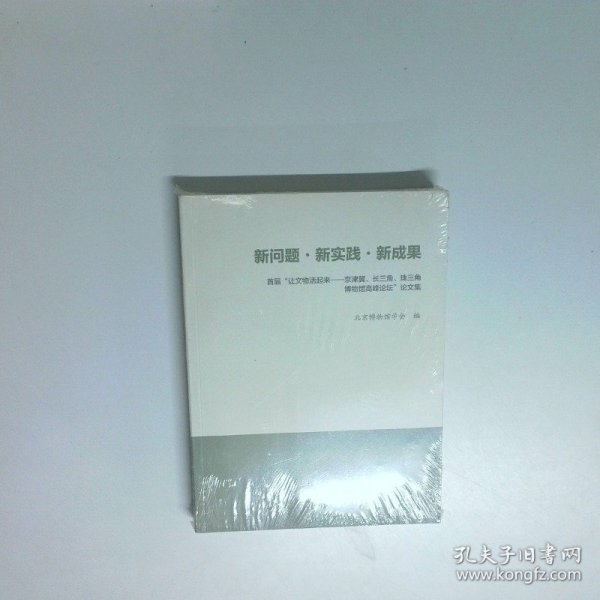 新问题·新实践·新成果
首届“让文物活起来——京津冀、长三角、珠三角
博物馆高峰论坛”论文集
北京博物馆学会 编
孔夫子旧书网
www.kongfz.com